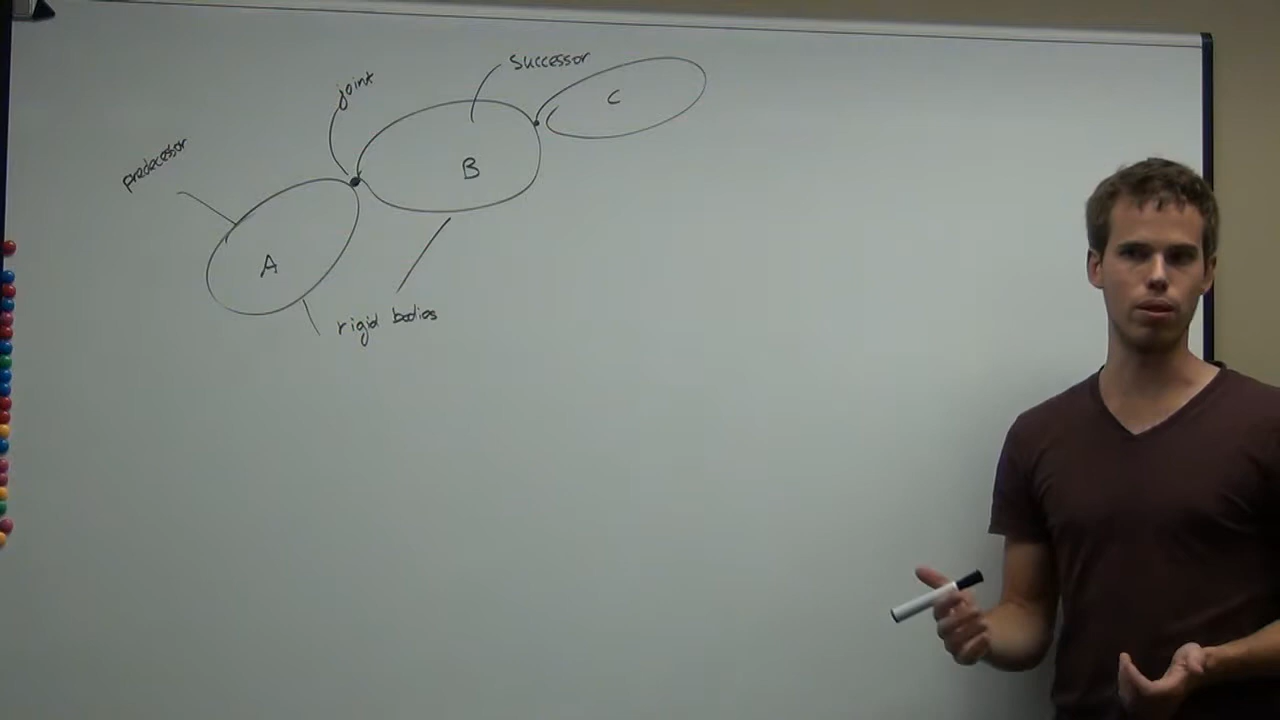 successor
joint
C
predecessor
B
A
rigid bodies